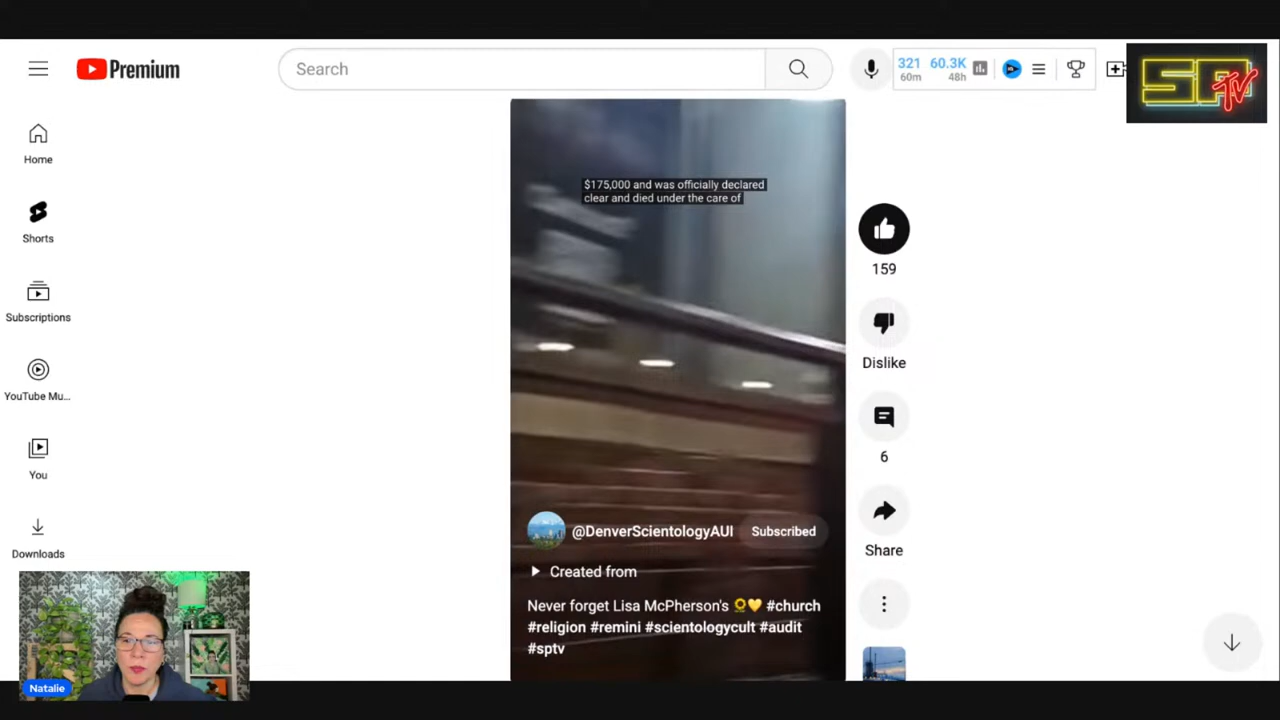 Premium
Search
321 60.3K
60m 48h
SPTV
Home
Shorts
Subscriptions
YouTube Mu...
You
Downloads
$175,000 and was officially declared
clear and died under the care of
159
Dislike
6
Share
@DenverScientologyAUI Subscribed
Created from
Never forget Lisa McPherson's 🌻💛 #church
#religion #remini #scientologycult #audit
#sptv
Natalie